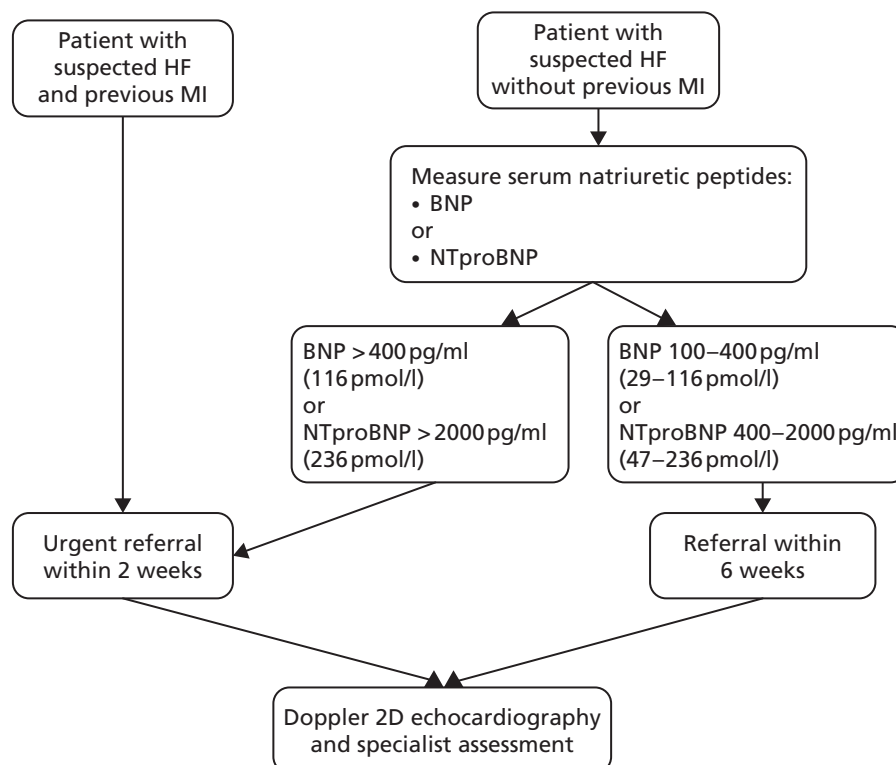 Patient with
suspected HF
and previous MI
Patient with
suspected HF
without previous MI
Measure serum natriuretic peptides:
• BNP
or
• NTproBNP
BNP >400 pg/ml
(116 pmol/l)
or
NTproBNP >2000 pg/ml
(236 pmol/l)
BNP 100–400 pg/ml
(29–116 pmol/l)
or
NTproBNP 400–2000 pg/ml
(47–236 pmol/l)
Urgent referral
within 2 weeks
Referral within
6 weeks
Doppler 2D echocardiography
and specialist assessment